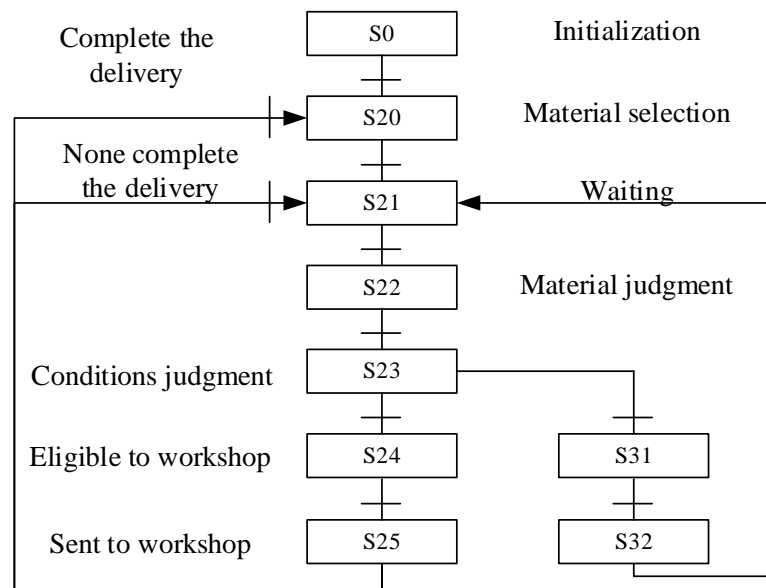 Complete the
delivery
S0
Initialization
S20
Material selection
None complete
the delivery
S21
Waiting
S22
Material judgment
Conditions judgment
S23
Eligible to workshop
S24
S31
Sent to workshop
S25
S32